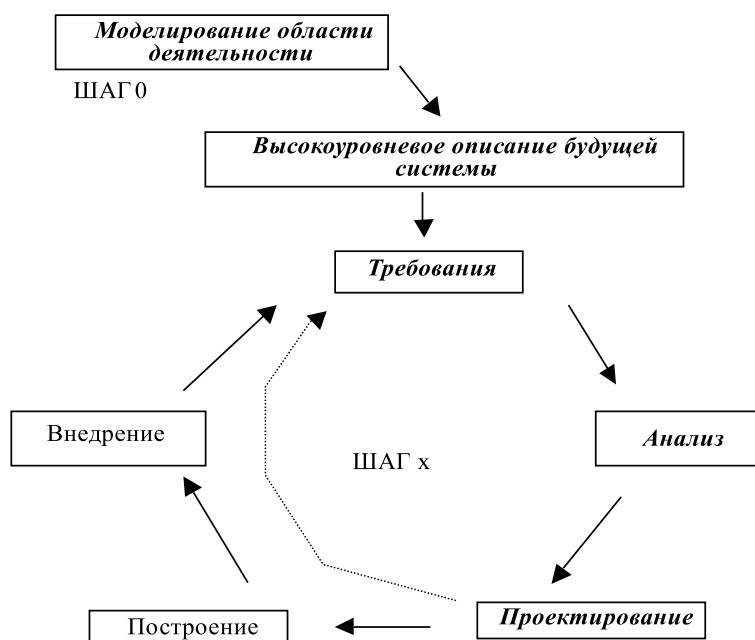 Моделирование области
деятельности
ШАГ 0
Высокоуровневое описание будущей
системы
Требования
Внедрение
Анализ
ШАГ x
Построение
Проектирование